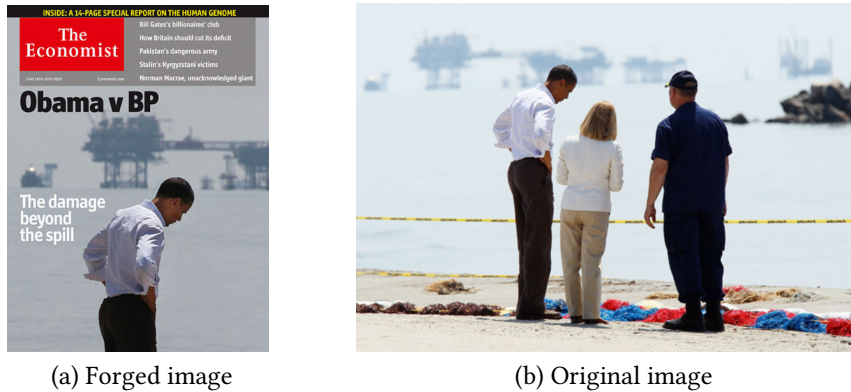 INSIDE: A 14-PAGE SPECIAL REPORT ON THE HUMAN GENOME
The
Economist
Bill Gates's billionaires' club
How Britain should cut its deficit
Pakistan's dangerous army
Stalin's Kyrgyzstani victims
Norman Macrae, unacknowledged giant
Economist.com
Obama v BP
The damage
beyond
the spill
(a) Forged image
(b) Original image